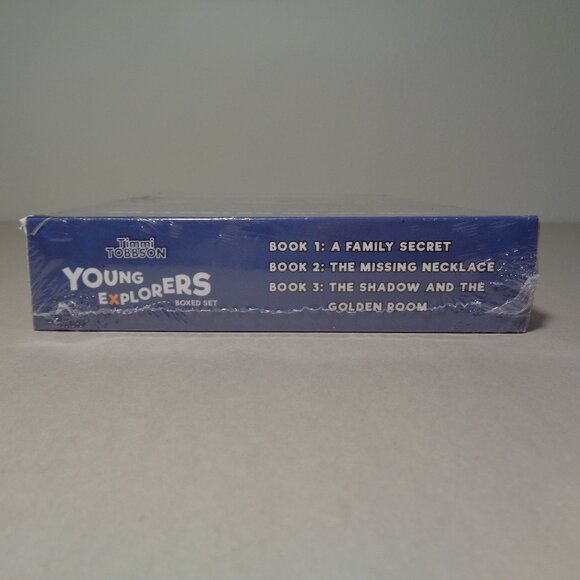 Timmi
TOBBSON
YOUNG
EXPLORERS
BOXED SET
BOOK 1: A FAMILY SECRET
BOOK 2: THE MISSING NECKLACE
BOOK 3: THE SHADOW AND THE
GOLDEN ROOM